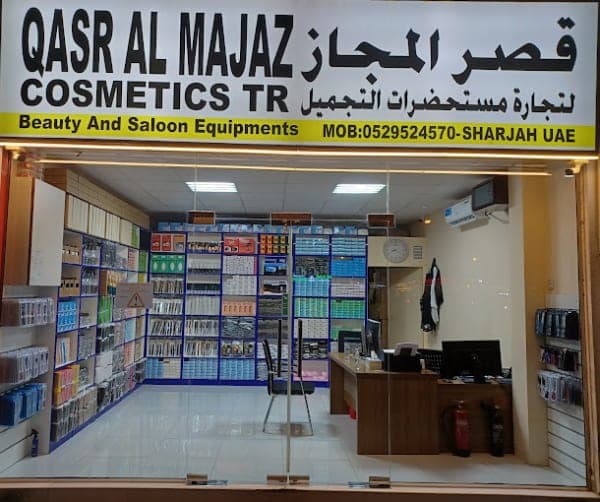 QASR AL MAJAZ
قصر المجاز
COSMETICS TR
لتجارة مستحضرات التجميل
Beauty And Saloon Equipments
MOB:0529524570-SHARJAH UAE